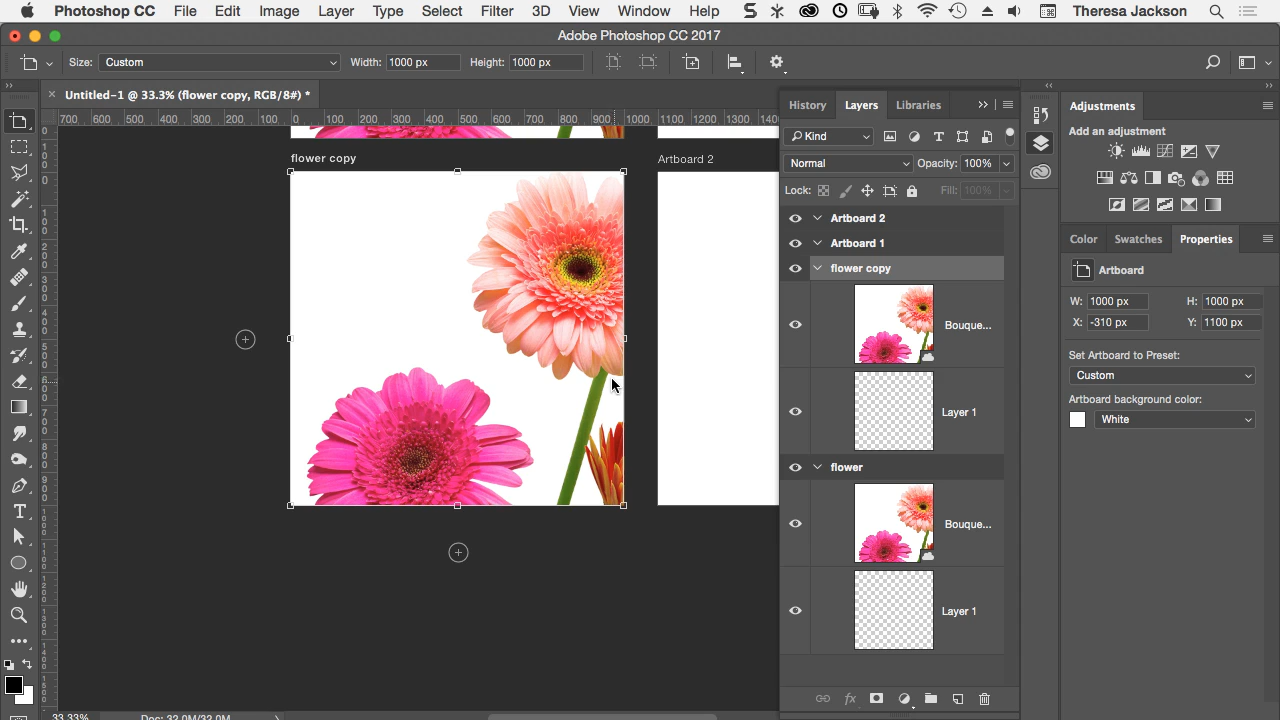 Photoshop CC File Edit Image Layer Type Select Filter 3D View Window Help Theresa Jackson
Adobe Photoshop CC 2017
Size: Custom Width: 1000 px Height: 1000 px
Untitled-1 @ 33.3% (flower copy, RGB/8#) *
700 600 500 400 300 200 100 0 100 200 300 400 500 600 700 800 900 1000 1100 1200 1300 140
flower copy
Artboard 2
History Layers Libraries
Kind
Normal Opacity: 100%
Lock: Fill: 100%
Artboard 2
Artboard 1
flower copy
Bouque...
Layer 1
flower
Bouque...
Layer 1
Adjustments
Add an adjustment
Color Swatches Properties
Artboard
W: 1000 px H: 1000 px
X: -310 px Y: 1100 px
Set Artboard to Preset:
Custom
Artboard background color:
White
33.33% Doc: 32.0M/32.0M